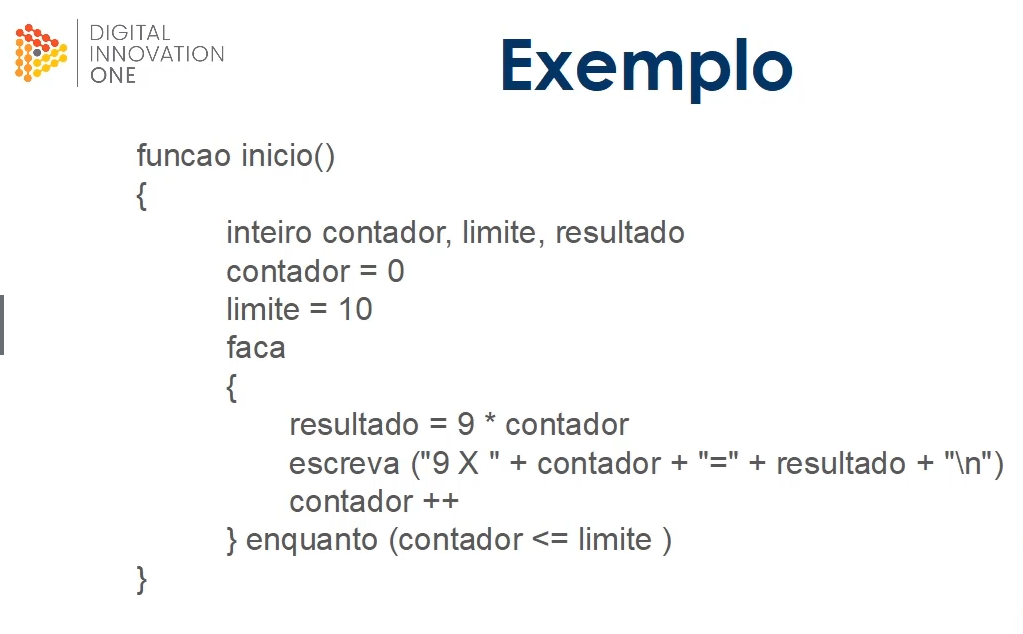 DIGITAL
INNOVATION
ONE
Exemplo
funcao inicio()
{
inteiro contador, limite, resultado
contador = 0
limite = 10
faca
{
resultado = 9 * contador
escreva ("9 X " + contador + "=" + resultado + "\n")
contador ++
} enquanto (contador <= limite )
}